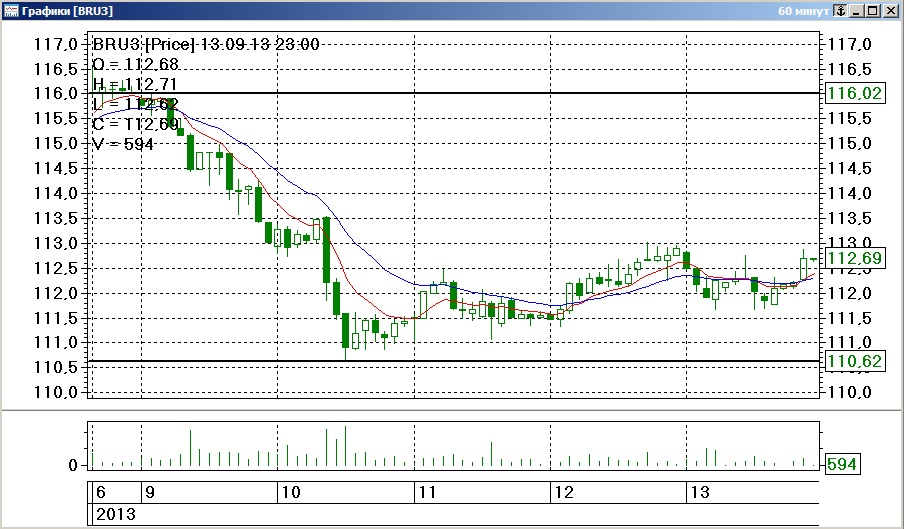 Графики [BRU3]
60 минут
BRU3 [Price] 13.09.13 23:00
O = 112,68
H = 112,71
L = 112,62
C = 112,69
V = 594
117,0 117,0
116,5 116,5
116,0 116,02
115,5 115,5
115,0 115,0
114,5 114,5
114,0 114,0
113,5 113,5
113,0 113,0
112,5 112,69
112,0 112,0
111,5 111,5
111,0 111,0
110,5 110,62
110,0 110,0
0 594
6 9 10 11 12 13
2013